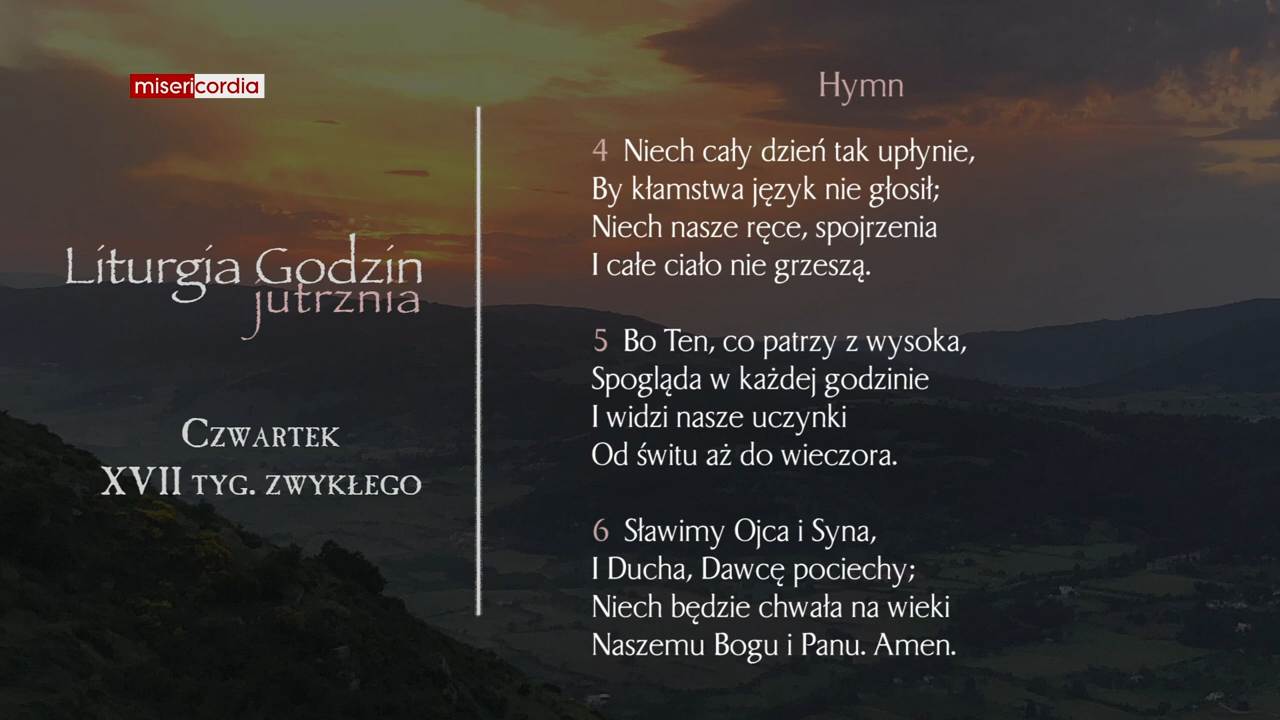 misericordia
Liturgia Godzin
jutrznia
Czwartek
XVII tyg. zwykłego
Hymn
4 Niech cały dzień tak upłynie,
By kłamstwa język nie głosił;
Niech nasze ręce, spojrzenia
I całe ciało nie grzeszą.
5 Bo Ten, co patrzy z wysoka,
Spogląda w każdej godzinie
I widzi nasze uczynki
Od świtu aż do wieczora.
6 Sławimy Ojca i Syna,
I Ducha, Dawcę pociechy;
Niech będzie chwała na wieki
Naszemu Bogu i Panu. Amen.